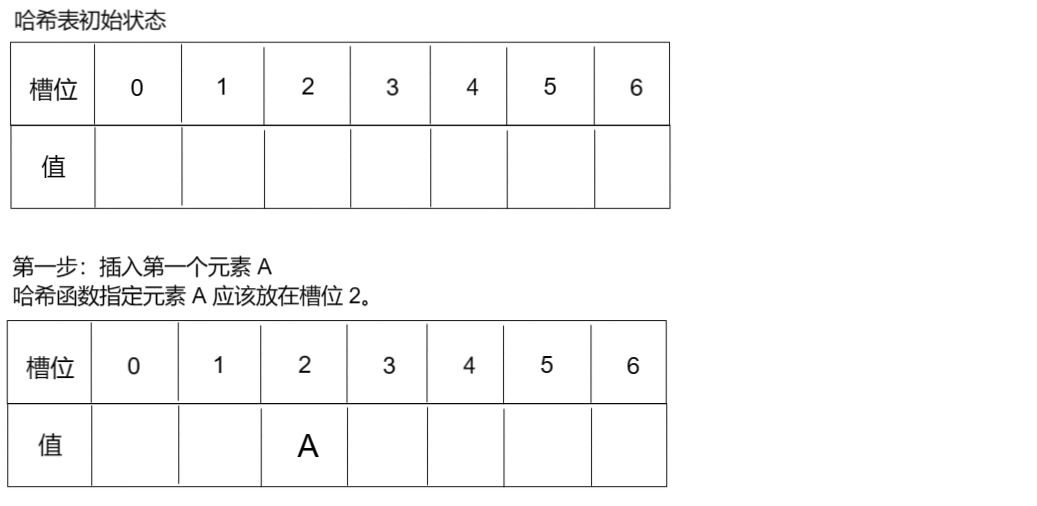 哈希表初始状态
槽位 0 1 2 3 4 5 6
值
第一步：插入第一个元素 A
哈希函数指定元素 A 应该放在槽位 2。
槽位 0 1 2 3 4 5 6
值 A